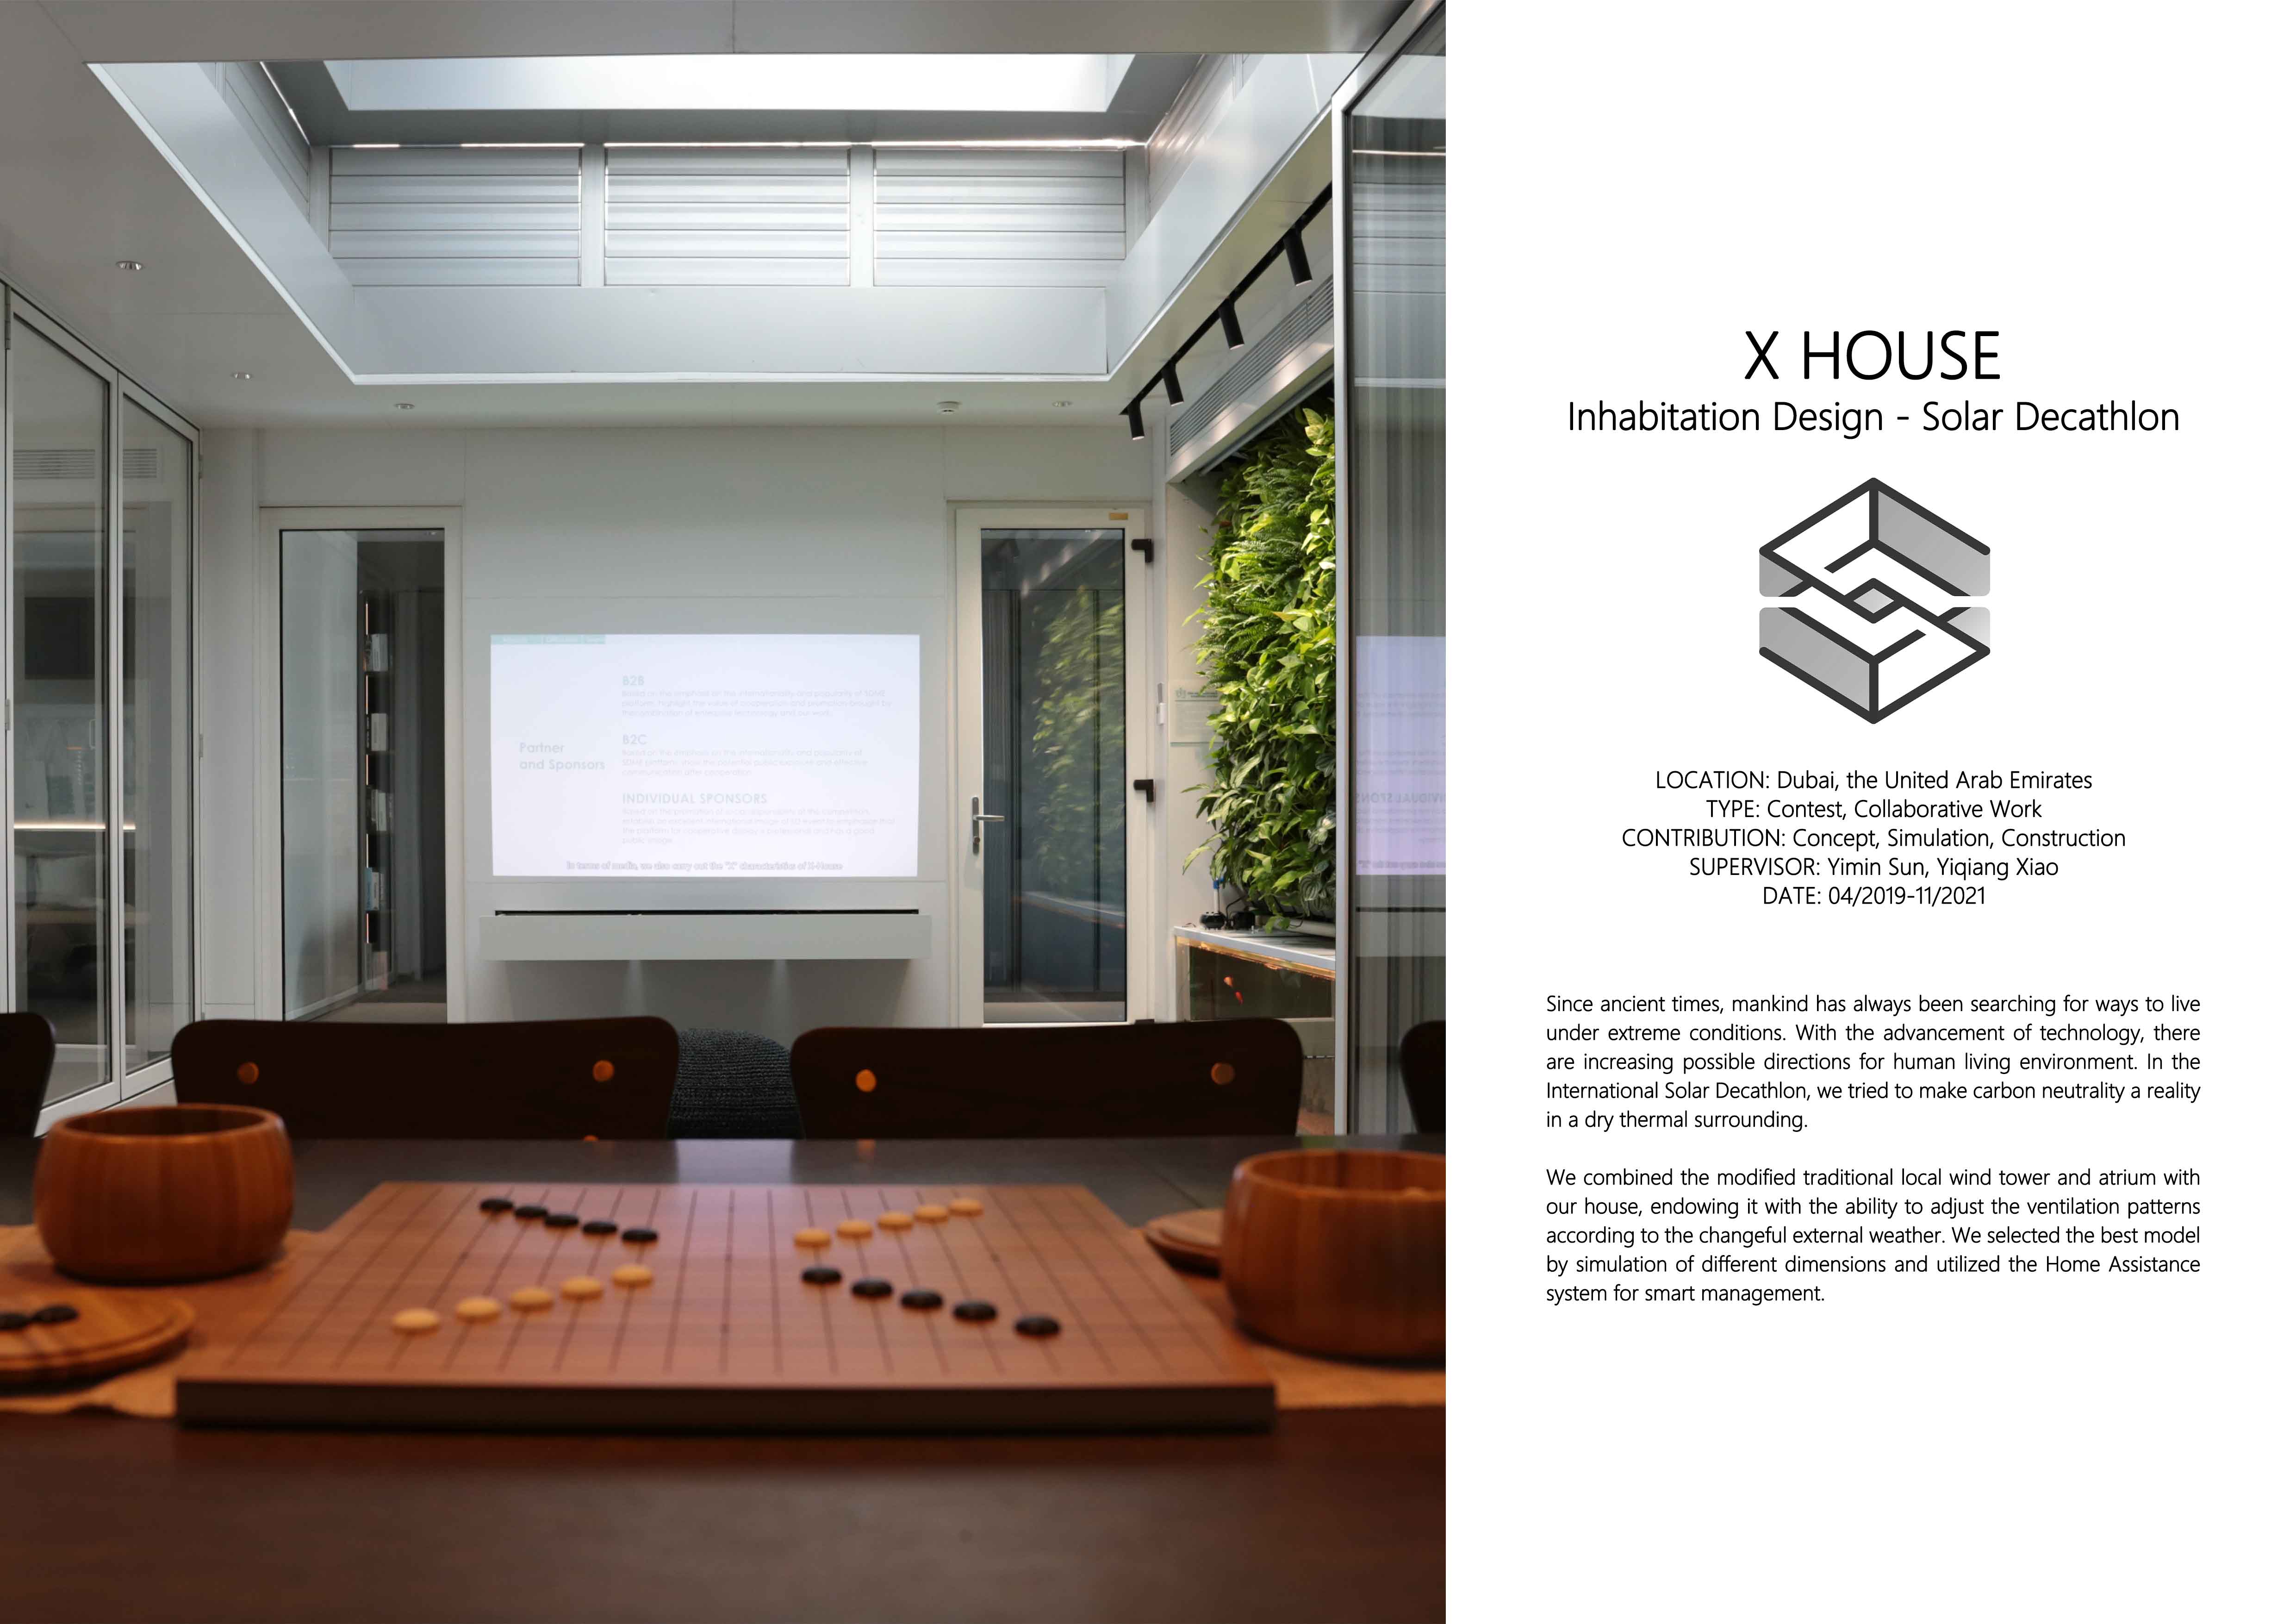 B2B
Partner
and Sponsors
B2C
INDIVIDUAL SPONSORS
In terms of media, we also carry out the "X" characteristics of X-House
X HOUSE
Inhabitation Design - Solar Decathlon
LOCATION: Dubai, the United Arab Emirates
TYPE: Contest, Collaborative Work
CONTRIBUTION: Concept, Simulation, Construction
SUPERVISOR: Yimin Sun, Yiqiang Xiao
DATE: 04/2019-11/2021
Since ancient times, mankind has always been searching for ways to live
under extreme conditions. With the advancement of technology, there
are increasing possible directions for human living environment. In the
International Solar Decathlon, we tried to make carbon neutrality a reality
in a dry thermal surrounding.
We combined the modified traditional local wind tower and atrium with
our house, endowing it with the ability to adjust the ventilation patterns
according to the changeful external weather. We selected the best model
by simulation of different dimensions and utilized the Home Assistance
system for smart management.